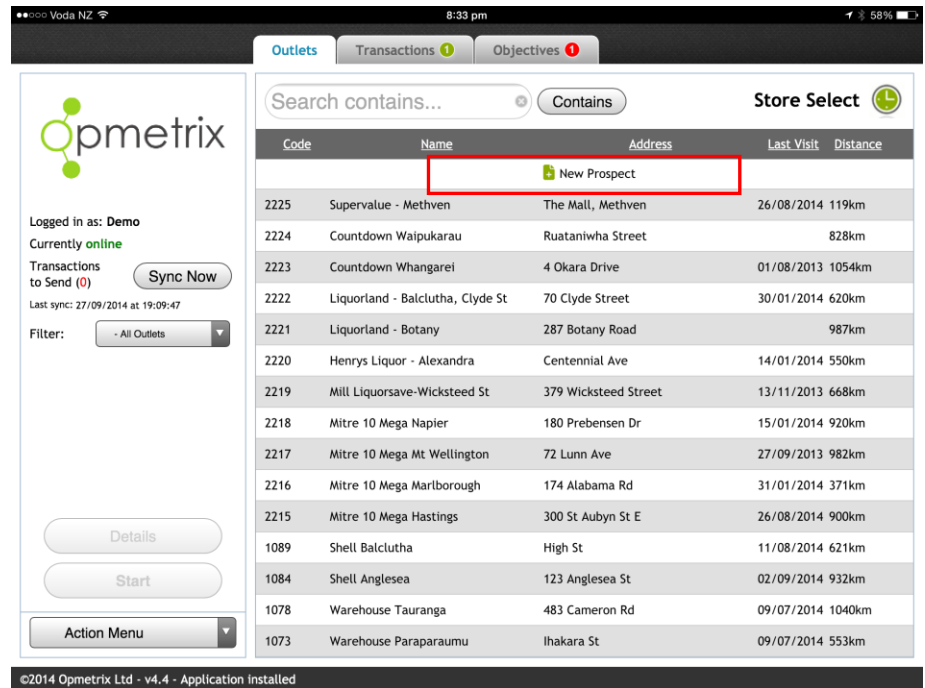 Voda NZ 8:33 pm 58%
Outlets Transactions 1 Objectives 1
opmetrix
Logged in as: Demo
Currently online
Transactions
to Send (0) Sync Now
Last sync: 27/09/2014 at 19:09:47
Filter: - All Outlets
Details
Start
Action Menu
Search contains... Contains Store Select
Code Name Address Last Visit Distance
New Prospect
2225 Supervalue - Methven The Mall, Methven 26/08/2014 119km
2224 Countdown Waipukarau Ruataniwha Street 828km
2223 Countdown Whangarei 4 Okara Drive 01/08/2013 1054km
2222 Liquorland - Balclutha, Clyde St 70 Clyde Street 30/01/2014 620km
2221 Liquorland - Botany 287 Botany Road 987km
2220 Henrys Liquor - Alexandra Centennial Ave 14/01/2014 550km
2219 Mill Liquorsave-Wicksteed St 379 Wicksteed Street 13/11/2013 668km
2218 Mitre 10 Mega Napier 180 Prebensen Dr 15/01/2014 920km
2217 Mitre 10 Mega Mt Wellington 72 Lunn Ave 27/09/2013 982km
2216 Mitre 10 Mega Marlborough 174 Alabama Rd 31/01/2014 371km
2215 Mitre 10 Mega Hastings 300 St Aubyn St E 26/08/2014 900km
1089 Shell Balclutha High St 11/08/2014 621km
1084 Shell Anglesea 123 Anglesea St 02/09/2014 932km
1078 Warehouse Tauranga 483 Cameron Rd 09/07/2014 1040km
1073 Warehouse Paraparaumu Ihakara St 09/07/2014 553km
©2014 Opmetrix Ltd - v4.4 - Application installed